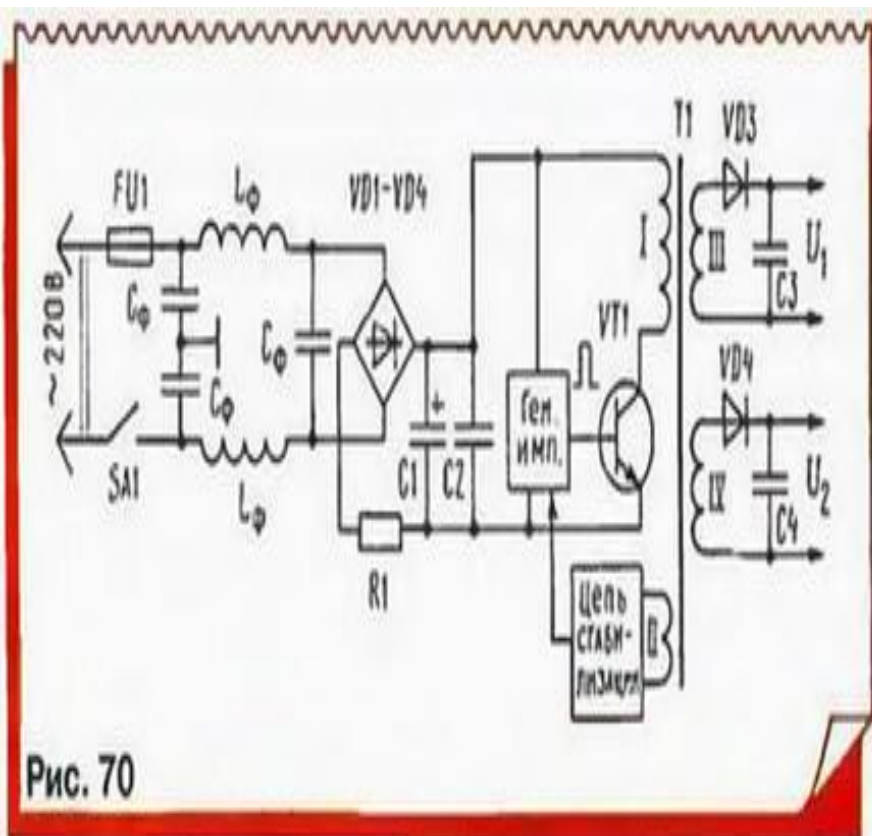 FU1
Lф
VD1-VD4
T1
VD3
~220В
Cф
Cф
Cф
I
III
U1
C3
VT1
VD4
SA1
Lф
C1
+
C2
Ген.
имп.
IV
U2
C4
R1
Цепь
стаби-
лизации
II
Рис. 70